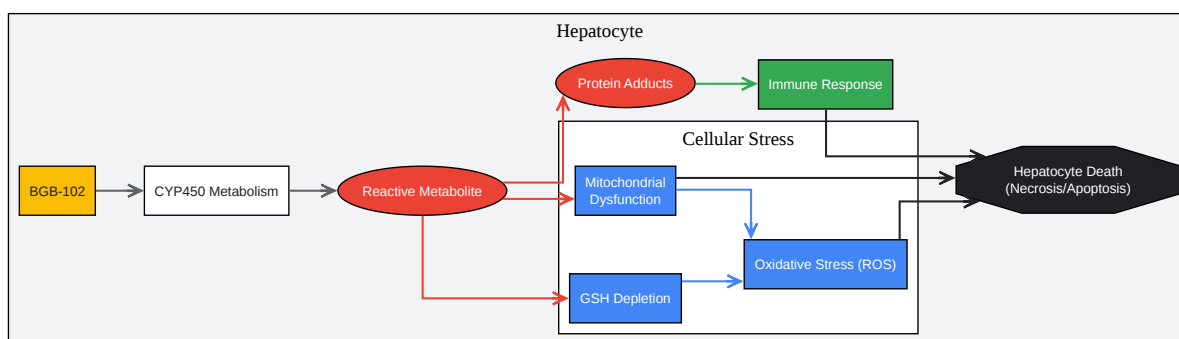 Hepatocyte
Protein Adducts
Immune Response
Cellular Stress
BGB-102
CYP450 Metabolism
Reactive Metabolite
Mitochondrial
Dysfunction
Hepatocyte Death
(Necrosis/Apoptosis)
Oxidative Stress (ROS)
GSH Depletion